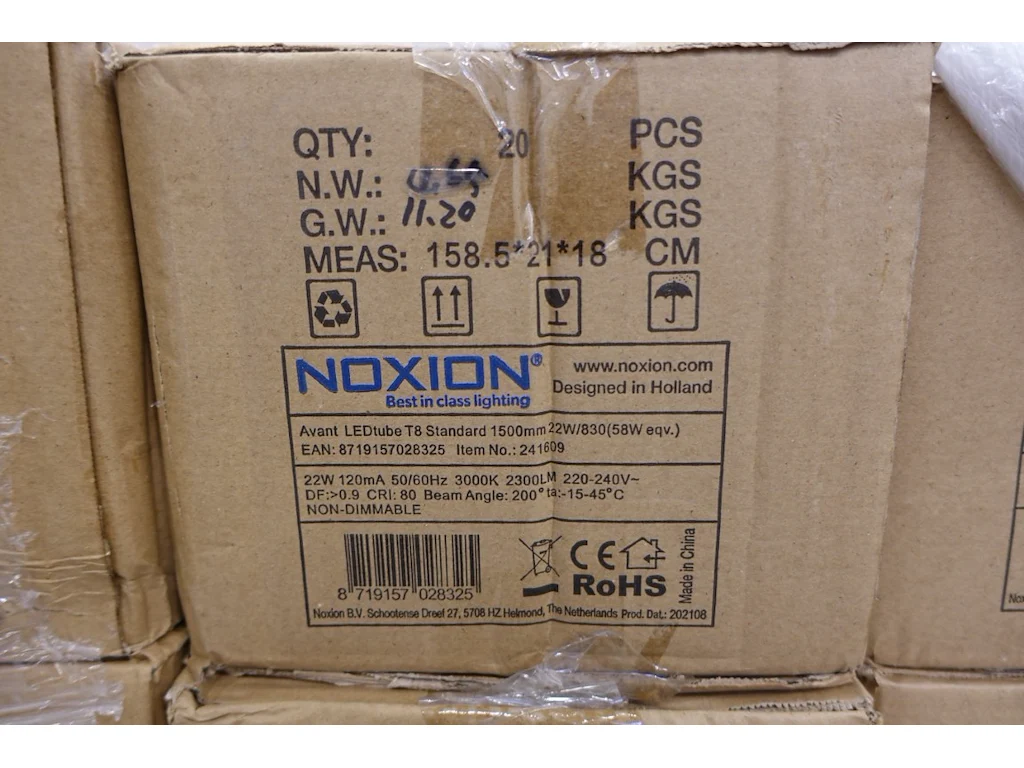 QTY: 20 PCS
N.W.: KGS
G.W.: 11.20 KGS
MEAS: 158.5*21*18 CM
NOXION®
Best in class lighting
www.noxion.com
Designed in Holland
Avant LEDtube T8 Standard 1500mm 22W/830(58W eqv.)
EAN: 8719157028325 Item No.: 241609
22W 120mA 50/60Hz 3000K 2300LM 220-240V~
DF:>0.9 CRI: 80 Beam Angle: 200° ta:-15-45°C
NON-DIMMABLE
8 719157 028325
CE
RoHS
Made in China
Noxion B.V. Schootense Dreef 27, 5708 HZ Helmond, The Netherlands Prod. Dat.: 202108